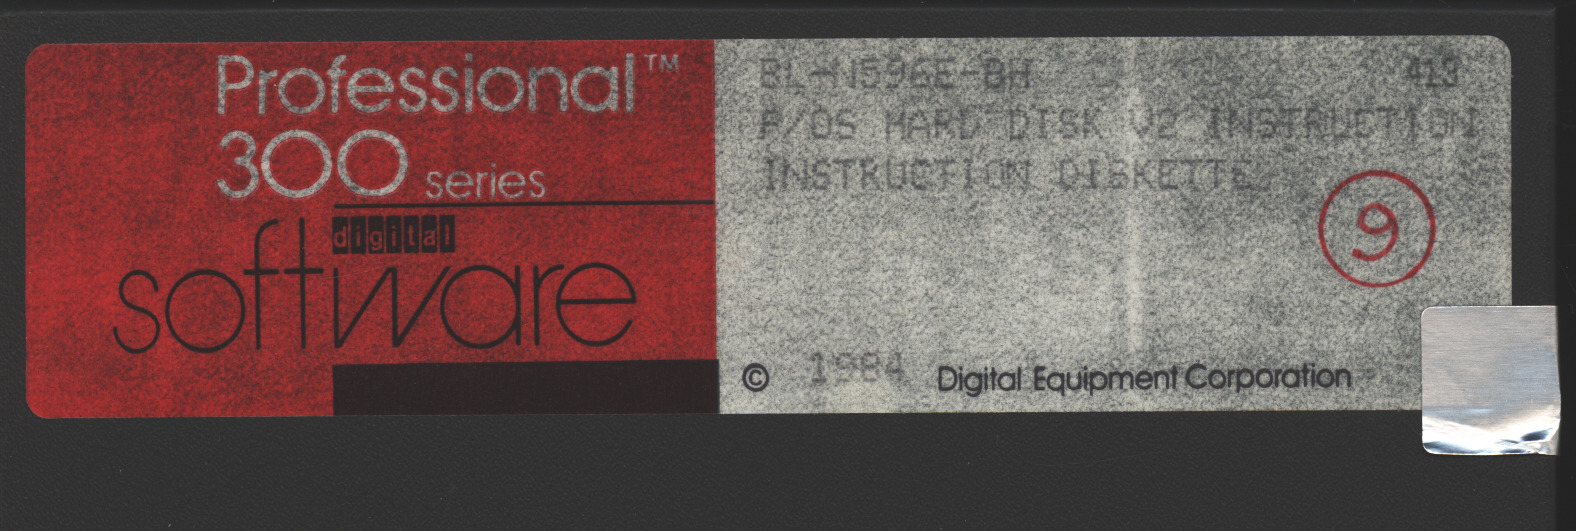 Professional™
300 series
digital
software
BL-N596E-BH 413
P/OS HARD DISK V2 INSTRUCTION
INSTRUCTION DISKETTE
9
© 1984 Digital Equipment Corporation